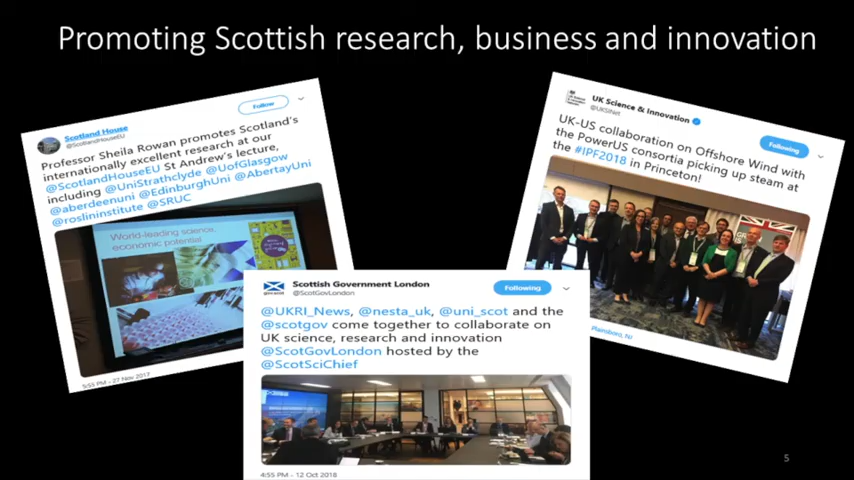 Promoting Scottish research, business and innovation
Scotland House
@ScotlandHouseEU
Follow
Professor Sheila Rowan promotes Scotland's
internationally excellent research at our
@ScotlandHouseEU St Andrew's lecture,
including @UniStrathclyde @UofGlasgow
@aberdeenuni @EdinburghUni @AbertayUni
@roslininstitute @SRUC
World-leading science,
economic potential
5:55 PM - 27 Nov 2017
Scottish Government London
@ScotGovLondon
Following
@UKRI_News, @nesta_uk, @uni_scot and the
@scotgov come together to collaborate on
UK science, research and innovation
@ScotGovLondon hosted by the
@ScotSciChief
4:55 PM - 12 Oct 2018
UK Science & Innovation
@UKSINet
Following
UK-US collaboration on Offshore Wind with
the PowerUS consortia picking up steam at
the #IPF2018 in Princeton!
Plainsboro, NJ
5